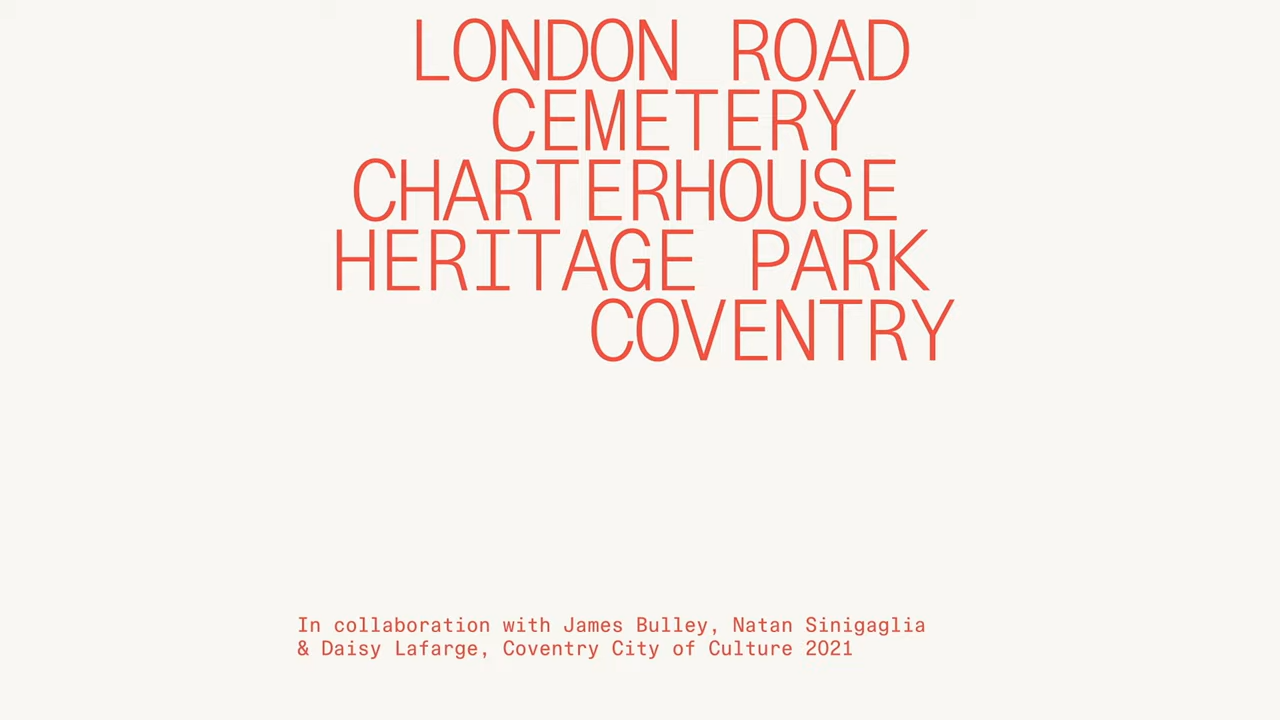 LONDON ROAD
CEMETERY
CHARTERHOUSE
HERITAGE PARK
COVENTRY
In collaboration with James Bulley, Natan Sinigaglia
& Daisy Lafarge, Coventry City of Culture 2021